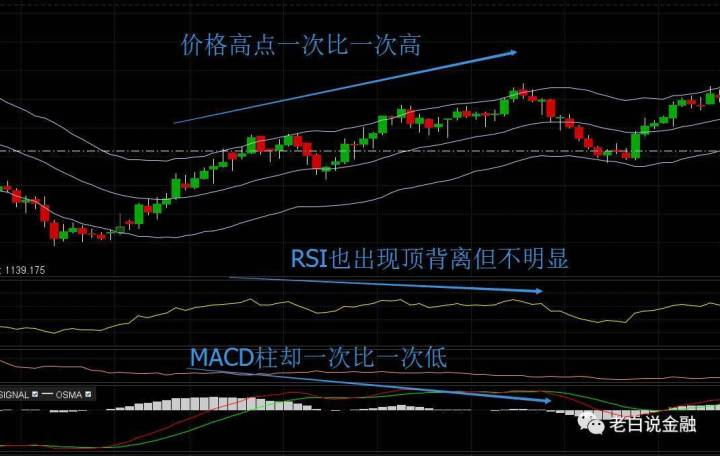 价格高点一次比一次高
RSI也出现顶背离但不明显
: 1139.175
MACD柱却一次比一次低
SIGNAL OSMA
老白说金融